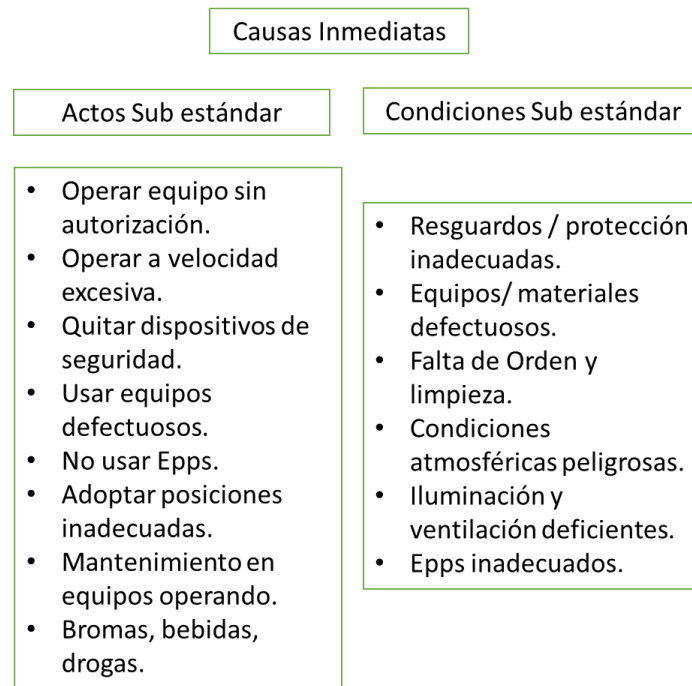 Causas Inmediatas
Actos Sub estándar
Condiciones Sub estándar
• Operar equipo sin
autorización.
• Operar a velocidad
excesiva.
• Quitar dispositivos de
seguridad.
• Usar equipos
defectuosos.
• No usar Epps.
• Adoptar posiciones
inadecuadas.
• Mantenimiento en
equipos operando.
• Bromas, bebidas,
drogas.
• Resguardos / protección
inadecuadas.
• Equipos/ materiales
defectuosos.
• Falta de Orden y
limpieza.
• Condiciones
atmosféricas peligrosas.
• Iluminación y
ventilación deficientes.
• Epps inadecuados.